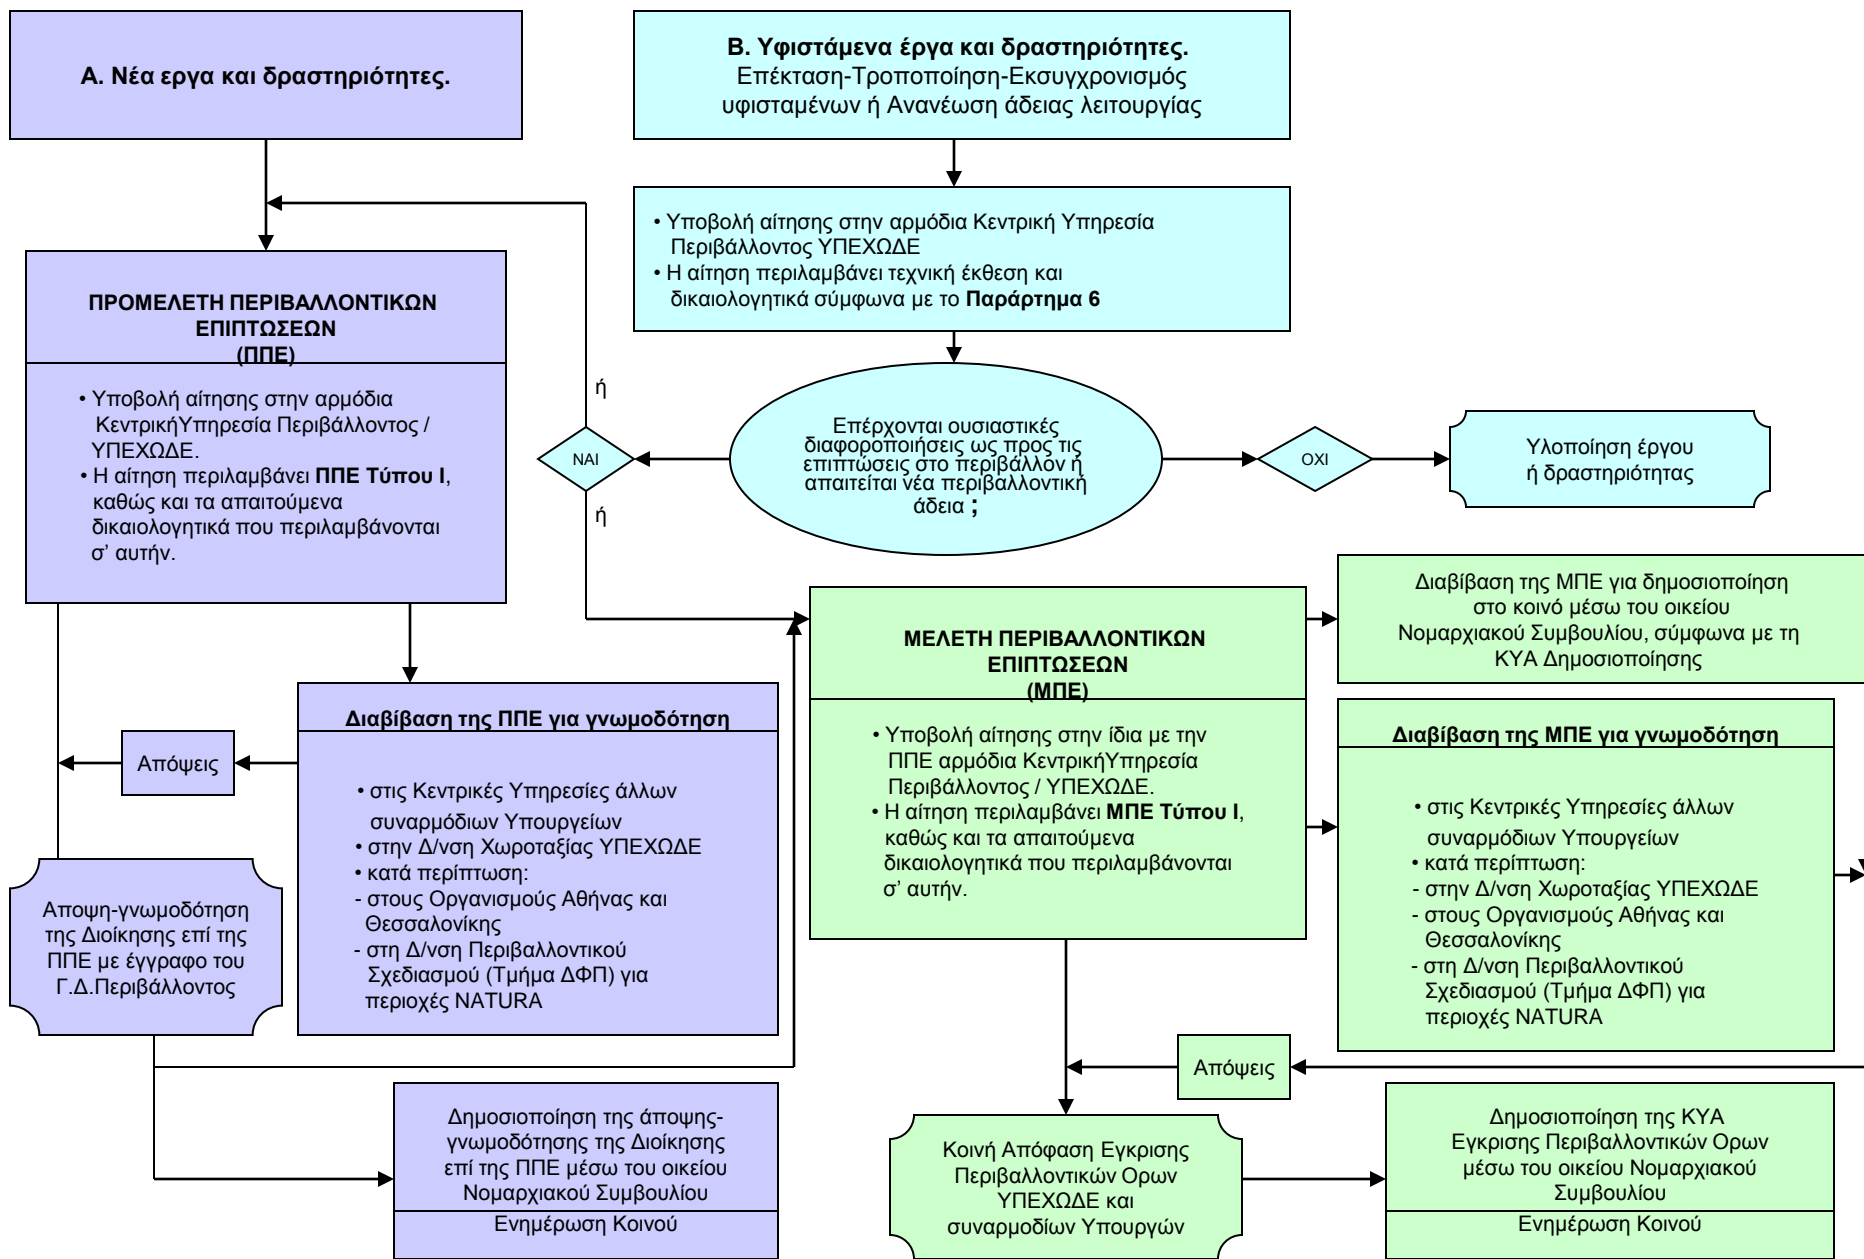 Α. Νέα εργα και δραστηριότητες.
Β. Υφιστάμενα έργα και δραστηριότητες.
Επέκταση-Τροποποίηση-Εκσυγχρονισμός
υφισταμένων ή Ανανέωση άδειας λειτουργίας
• Υποβολή αίτησης στην αρμόδια Κεντρική Υπηρεσία
Περιβάλλοντος ΥΠΕΧΩΔΕ
• Η αίτηση περιλαμβάνει τεχνική έκθεση και
δικαιολογητικά σύμφωνα με το Παράρτημα 6
ΠΡΟΜΕΛΕΤΗ ΠΕΡΙΒΑΛΛΟΝΤΙΚΩΝ
ΕΠΙΠΤΩΣΕΩΝ
(ΠΠΕ)
• Υποβολή αίτησης στην αρμόδια
ΚεντρικήΥπηρεσία Περιβάλλοντος /
ΥΠΕΧΩΔΕ.
• Η αίτηση περιλαμβάνει ΠΠΕ Τύπου Ι,
καθώς και τα απαιτούμενα
δικαιολογητικά που περιλαμβάνονται
σ’ αυτήν.
ή
ΝΑΙ
ή
Επέρχονται ουσιαστικές
διαφοροποιήσεις ως προς τις
επιπτώσεις στο περιβάλλον ή
απαιτείται νέα περιβαλλοντική
άδεια ;
ΟΧΙ
Υλοποίηση έργου
ή δραστηριότητας
Διαβίβαση της ΜΠΕ για δημοσιοποίηση
στο κοινό μέσω του οικείου
Νομαρχιακού Συμβουλίου, σύμφωνα με τη
ΚΥΑ Δημοσιοποίησης
ΜΕΛΕΤΗ ΠΕΡΙΒΑΛΛΟΝΤΙΚΩΝ
ΕΠΙΠΤΩΣΕΩΝ
(ΜΠΕ)
• Υποβολή αίτησης στην ίδια με την
ΠΠΕ αρμόδια ΚεντρικήΥπηρεσία
Περιβάλλοντος / ΥΠΕΧΩΔΕ.
• Η αίτηση περιλαμβάνει ΜΠΕ Τύπου Ι,
καθώς και τα απαιτούμενα
δικαιολογητικά που περιλαμβάνονται
σ’ αυτήν.
Διαβίβαση της ΠΠΕ για γνωμοδότηση
• στις Κεντρικές Υπηρεσίες άλλων
συναρμόδιων Υπουργείων
• στην Δ/νση Χωροταξίας ΥΠΕΧΩΔΕ
• κατά περίπτωση:
- στους Οργανισμούς Αθήνας και
Θεσσαλονίκης
- στη Δ/νση Περιβαλλοντικού
Σχεδιασμού (Τμήμα ΔΦΠ) για
περιοχές NATURA
Απόψεις
Αποψη-γνωμοδότηση
της Διοίκησης επί της
ΠΠΕ με έγγραφο του
Γ.Δ.Περιβάλλοντος
Διαβίβαση της ΜΠΕ για γνωμοδότηση
• στις Κεντρικές Υπηρεσίες άλλων
συναρμόδιων Υπουργείων
• κατά περίπτωση:
- στην Δ/νση Χωροταξίας ΥΠΕΧΩΔΕ
- στους Οργανισμούς Αθήνας και
Θεσσαλονίκης
- στη Δ/νση Περιβαλλοντικού
Σχεδιασμού (Τμήμα ΔΦΠ) για
περιοχές NATURA
Απόψεις
Δημοσιοποίηση της άποψης-
γνωμοδότησης της Διοίκησης
επί της ΠΠΕ μέσω του οικείου
Νομαρχιακού Συμβουλίου
Ενημέρωση Κοινού
Κοινή Απόφαση Εγκρισης
Περιβαλλοντικών Ορων
ΥΠΕΧΩΔΕ και
συναρμοδίων Υπουργών
Δημοσιοποίηση της ΚΥΑ
Εγκρισης Περιβαλλοντικών Ορων
μέσω του οικείου Νομαρχιακού
Συμβουλίου
Ενημέρωση Κοινού